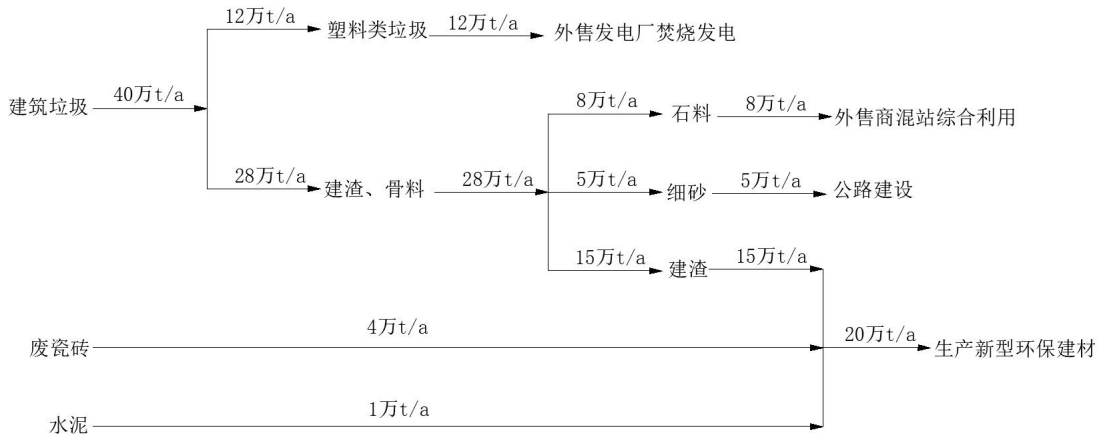 12万t/a 塑料类垃圾 12万t/a 外售发电厂焚烧发电
建筑垃圾 40万t/a
8万t/a 石料 8万t/a 外售商混站综合利用
28万t/a 建渣、骨料 28万t/a 5万t/a 细砂 5万t/a 公路建设
15万t/a 建渣 15万t/a
废瓷砖 4万t/a 20万t/a 生产新型环保建材
水泥 1万t/a